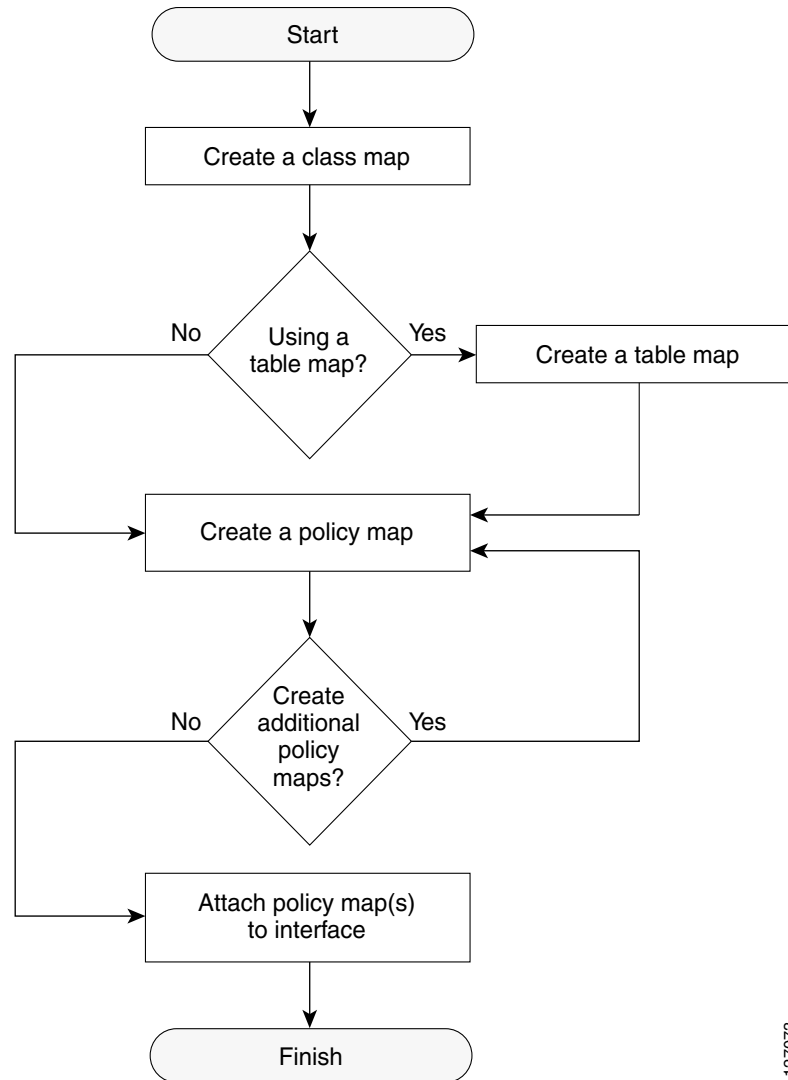 Start
Create a class map
No
Using a
table map?
Yes
Create a table map
Create a policy map
No
Create
additional
policy
maps?
Yes
Attach policy map(s)
to interface
Finish